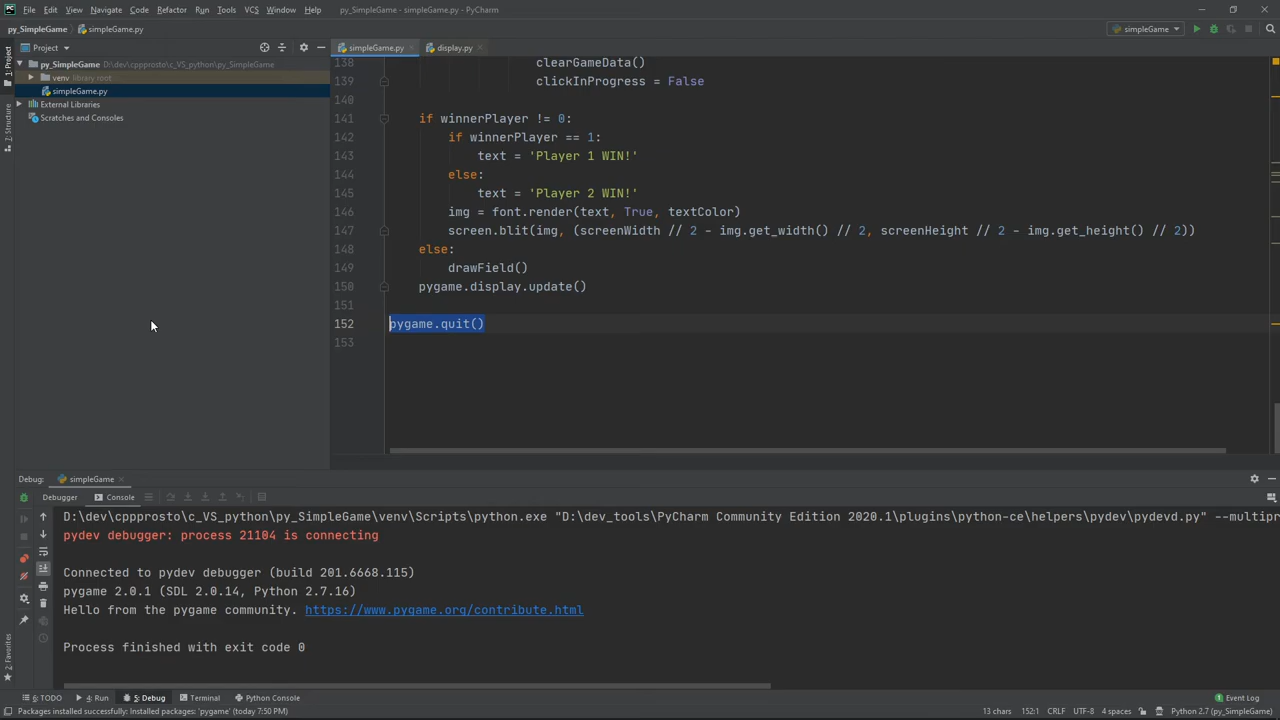 File Edit View Navigate Code Refactor Run Tools VCS Window Help py_SimpleGame - simpleGame.py - PyCharm
py_SimpleGame simpleGame.py simpleGame
Project simpleGame.py display.py
1: Project
py_SimpleGame D:\dev\cppprosto\c_VS_python\py_SimpleGame
venv library root
simpleGame.py
External Libraries
Scratches and Consoles
7: Structure
138 clearGameData()
139 clickInProgress = False
140
141 if winnerPlayer != 0:
142 if winnerPlayer == 1:
143 text = 'Player 1 WIN!'
144 else:
145 text = 'Player 2 WIN!'
146 img = font.render(text, True, textColor)
147 screen.blit(img, (screenWidth // 2 - img.get_width() // 2, screenHeight // 2 - img.get_height() // 2))
148 else:
149 drawField()
150 pygame.display.update()
151
152 pygame.quit()
153
Debug: simpleGame
Debugger Console
D:\dev\cppprosto\c_VS_python\py_SimpleGame\venv\Scripts\python.exe "D:\dev_tools\PyCharm Community Edition 2020.1\plugins\python-ce\helpers\pydev\pydevd.py" --multipr
pydev debugger: process 21104 is connecting
Connected to pydev debugger (build 201.6668.115)
pygame 2.0.1 (SDL 2.0.14, Python 2.7.16)
Hello from the pygame community. https://www.pygame.org/contribute.html
Process finished with exit code 0
2: Favorites
6: TODO 4: Run 5: Debug Terminal Python Console Event Log
Packages installed successfully: Installed packages: 'pygame' (today 7:50 PM) 13 chars 152:1 CRLF UTF-8 4 spaces Python 2.7 (py_SimpleGame)